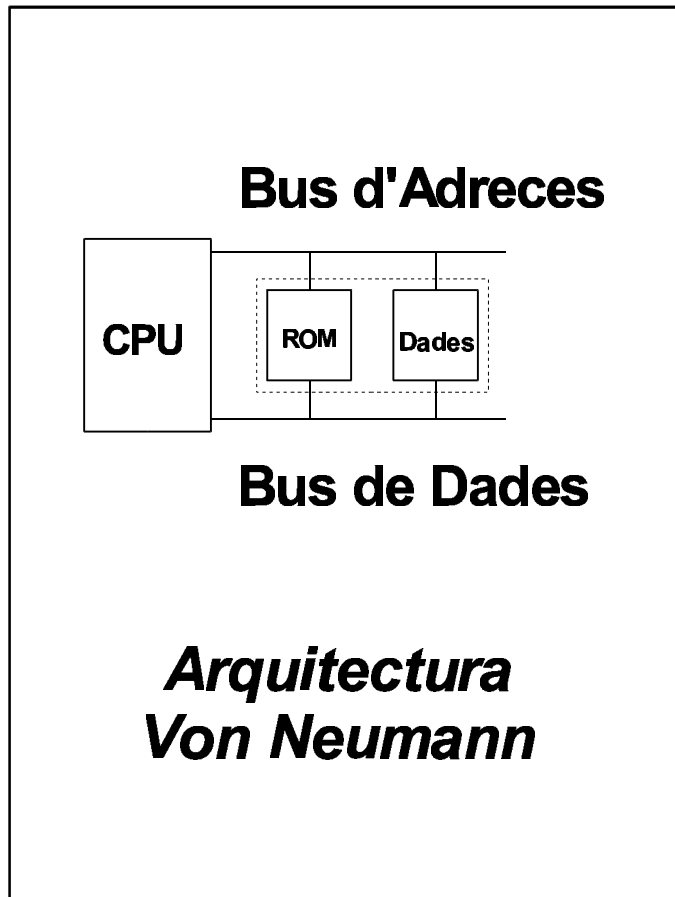 Bus d'Adreces
CPU
ROM
Dades
Bus de Dades
Arquitectura
Von Neumann